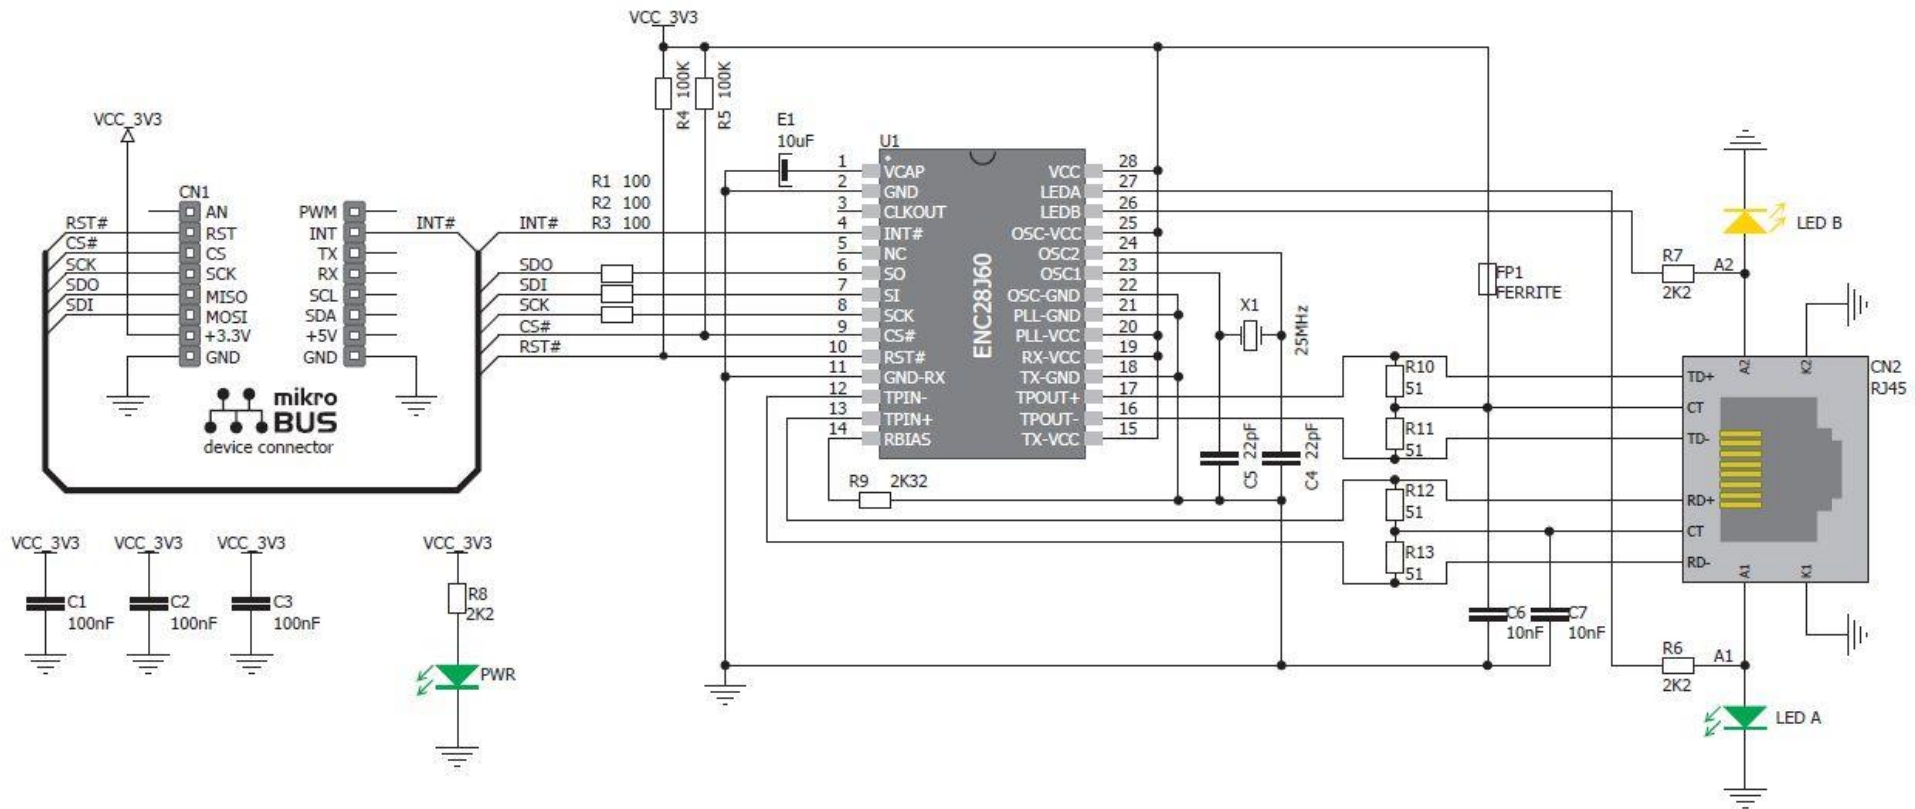 VCC_3V3
R4 100K
R5 100K
VCC_3V3
E1
10uF
U1
CN1
R1 100
R2 100
R3 100
RST#
CS#
SCK
SDO
SDI
AN
RST
CS
SCK
MISO
MOSI
+3.3V
GND
PWM
INT
TX
RX
SCL
SDA
+5V
GND
INT#
INT#
SDO
SDI
SCK
CS#
RST#
1
2
3
4
5
6
7
8
9
10
11
12
13
14
VCAP
GND
CLKOUT
INT#
NC
SO
SI
SCK
CS#
RST#
GND-RX
TPIN-
TPIN+
RBIAS
ENC28J60
VCC
LEDA
LEDB
OSC-VCC
OSC2
OSC1
OSC-GND
PLL-GND
PLL-VCC
RX-VCC
TX-GND
TPOUT+
TPOUT-
TX-VCC
28
27
26
25
24
23
22
21
20
19
18
17
16
15
X1
25MHz
C5 22pF
C4 22pF
R9 2K32
FP1
FERRITE
LED B
R7
A2
2K2
R10
51
R11
51
R12
51
R13
51
TD+
CT
TD-
RD+
CT
RD-
A2
K2
A1
K1
CN2
RJ45
C6
10nF
C7
10nF
R6
A1
2K2
LED A
mikro
BUS
device connector
VCC_3V3
C1
100nF
VCC_3V3
C2
100nF
VCC_3V3
C3
100nF
VCC_3V3
R8
2K2
PWR